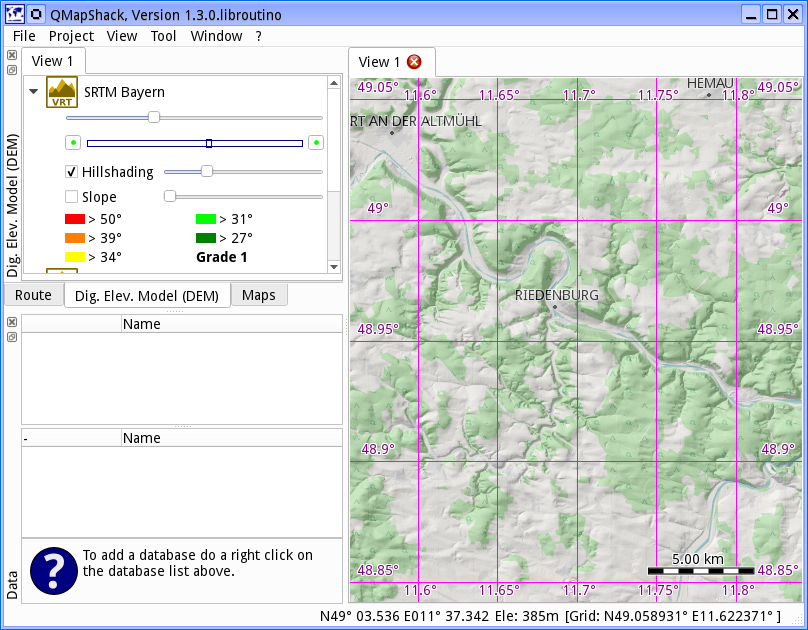 QMapShack, Version 1.3.0.libroutino
File Project View Tool Window ?
View 1
VRT
SRTM Bayern
Hillshading
Slope
> 50° > 31°
> 39° > 27°
> 34° Grade 1
Dig. Elev. Model (DEM)
Route Dig. Elev. Model (DEM) Maps
Name
- Name
To add a database do a right click on
the database list above.
Data
View 1
HEMAU
49.05° 49.05°
11.6° 11.65° 11.7° 11.75° 11.8°
RT AN DER ALTMÜHL
49° 49°
RIEDENBURG
48.95° 48.95°
48.9° 48.9°
5.00 km
48.85° 48.85°
11.6° 11.65° 11.7° 11.75° 11.8°
N49° 03.536 E011° 37.342 Ele: 385m [Grid: N49.058931° E11.622371° ]